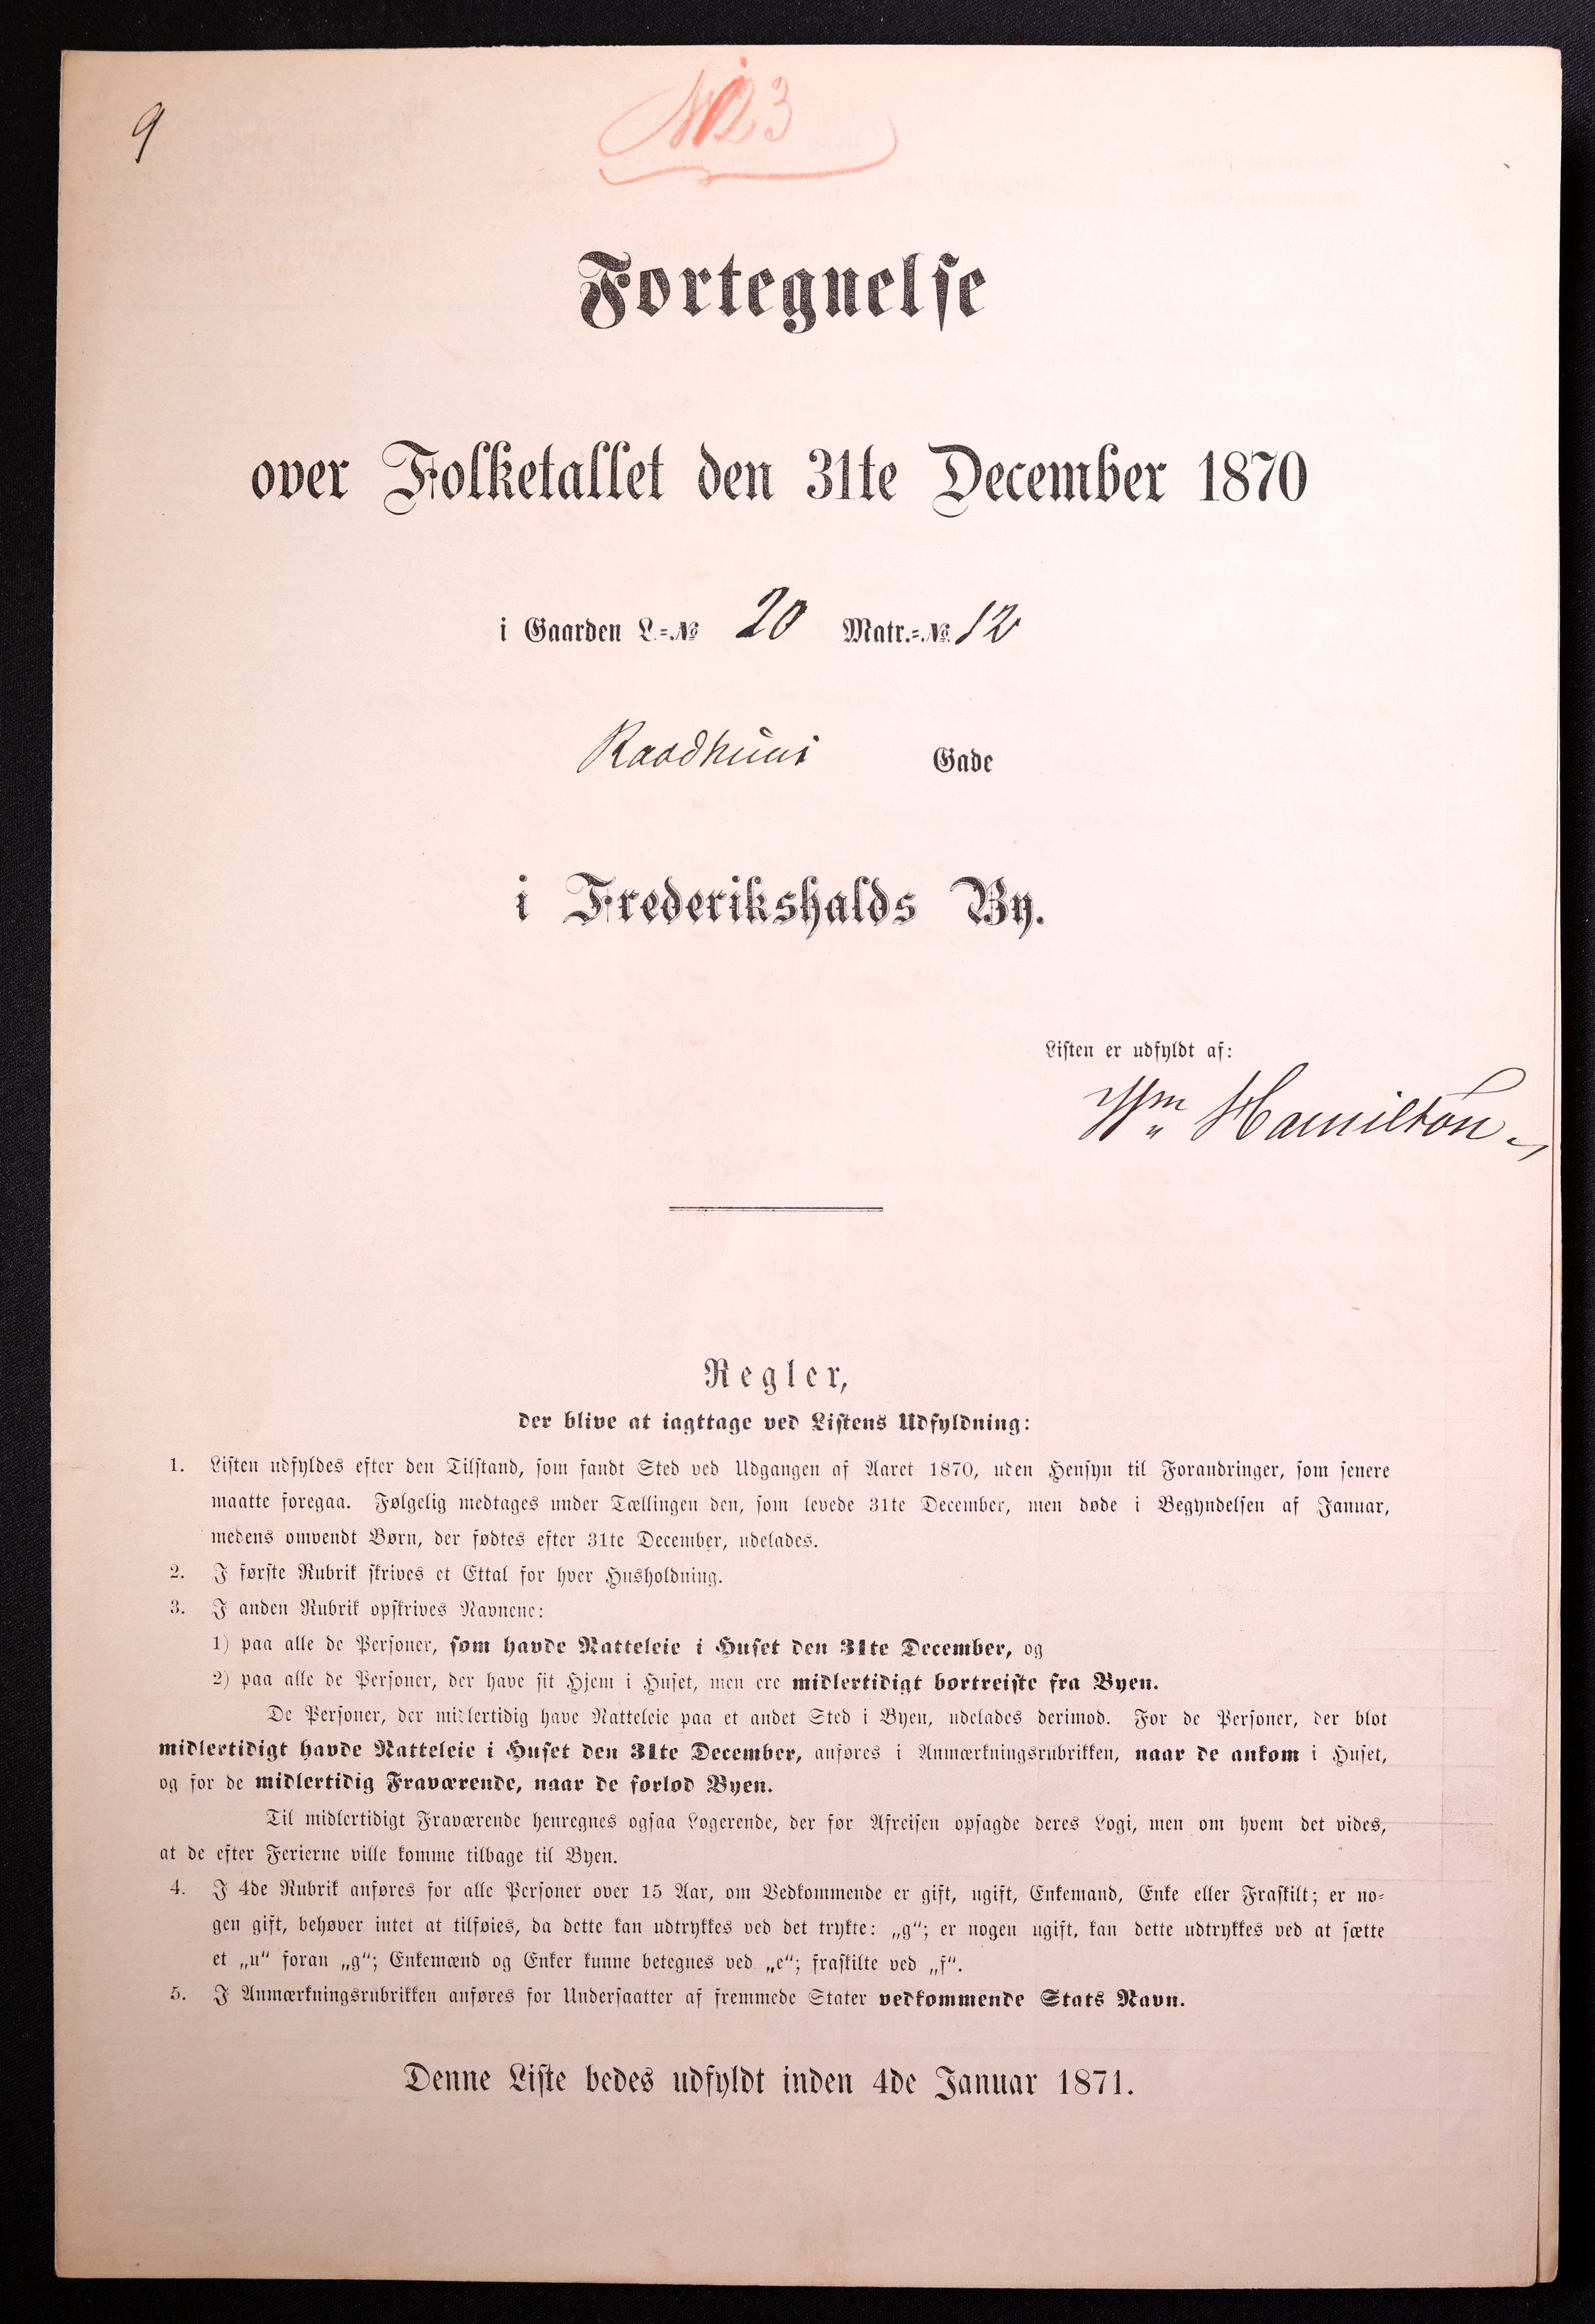 9
No 23
Fortegnelse
over Folketallet den 31te December 1870
i Gaarden L.=No 20 Matr.=No. 12
Raadhuus Gade
i Frederikshalds By.
Listen er udfyldt af:
Wm Hamilton
Regler,
der blive at iagttage ved Listens Udfyldning:
1. Listen udfyldes efter den Tilstand, som fandt Sted ved Udgangen af Aaret 1870, uden Hensyn til Forandringer, som senere
maatte foregaa. Følgelig medtages under Tællingen den, som levede 31te December, men døde i Begyndelsen af Januar,
medens omvendt Børn, der fødtes efter 31te December, udelades.
2. I første Rubrik skrives et Ettal for hver Husholdning.
3. I anden Rubrik opskrives Navnene:
1) paa alle de Personer, som havde Natteleie i Huset den 31te December, og
2) paa alle de Personer, der have sit Hjem i Huset, men ere midlertidigt bortreiste fra Byen.
De Personer, der midlertidig have Natteleie paa et andet Sted i Byen, udelades derimod. For de Personer, der blot
midlertidigt havde Natteleie i Huset den 31te December, anføres i Anmærkningsrubrikken, naar de ankom i Huset,
og for de midlertidig Fraværende, naar de forlod Byen.
Til midlertidigt Fraværende henregnes ogsaa Logerende, der før Afreisen opsagde deres Logi, men om hvem det vides,
at de efter Ferierne ville komme tilbage til Byen.
4. I 4de Rubrik anføres for alle Personer over 15 Aar, om Vedkommende er gift, ugift, Enkemand, Enke eller Fraskilt; er no=
gen gift, behøver intet at tilføies, da dette kan udtrykkes ved det trykte: „g“; er nogen ugift, kan dette udtrykkes ved at sætte
et „u“ foran „g“; Enkemænd og Enker kunne betegnes ved „e“; fraskilte ved „f“.
5. I Anmærkningsrubrikken anføres for Undersaatter af fremmede Stater vedkommende Stats Navn.
Denne Liste bedes udfyldt inden 4de Januar 1871.